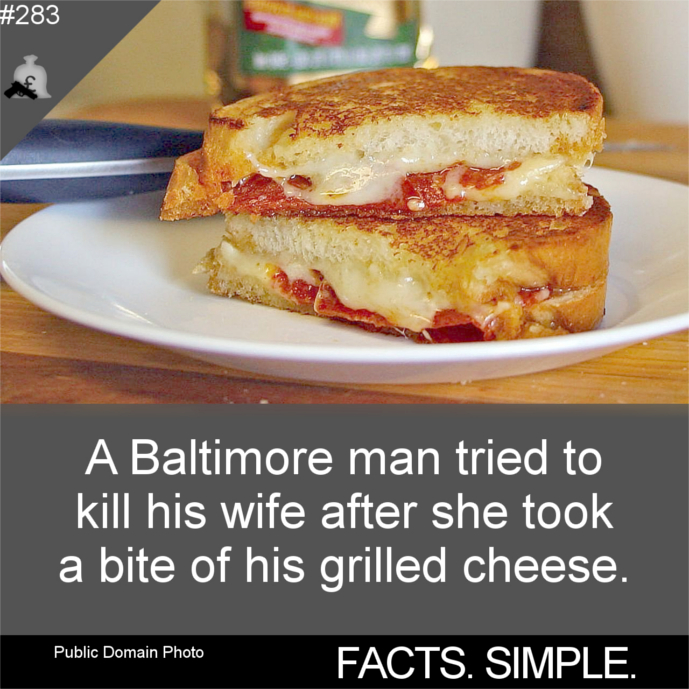 #283
£
A Baltimore man tried to
kill his wife after she took
a bite of his grilled cheese.
Public Domain Photo
FACTS. SIMPLE.